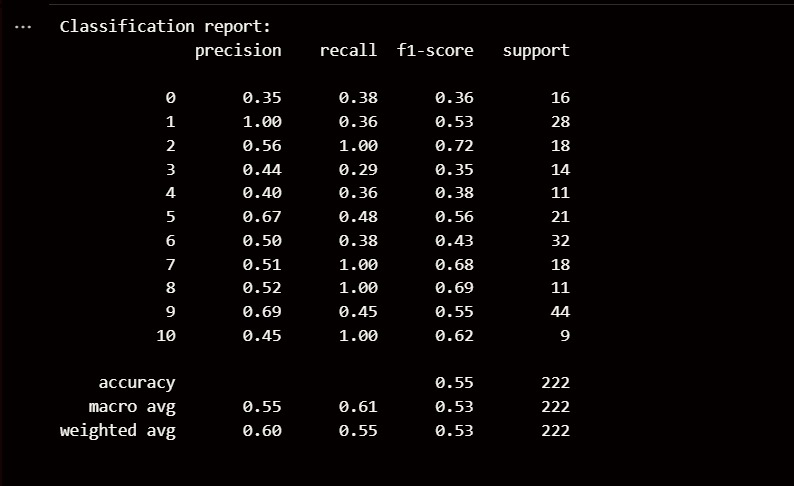 Classification report:
precision recall f1-score support
0 0.35 0.38 0.36 16
1 1.00 0.36 0.53 28
2 0.56 1.00 0.72 18
3 0.44 0.29 0.35 14
4 0.40 0.36 0.38 11
5 0.67 0.48 0.56 21
6 0.50 0.38 0.43 32
7 0.51 1.00 0.68 18
8 0.52 1.00 0.69 11
9 0.69 0.45 0.55 44
10 0.45 1.00 0.62 9
accuracy 0.55 222
macro avg 0.55 0.61 0.53 222
weighted avg 0.60 0.55 0.53 222